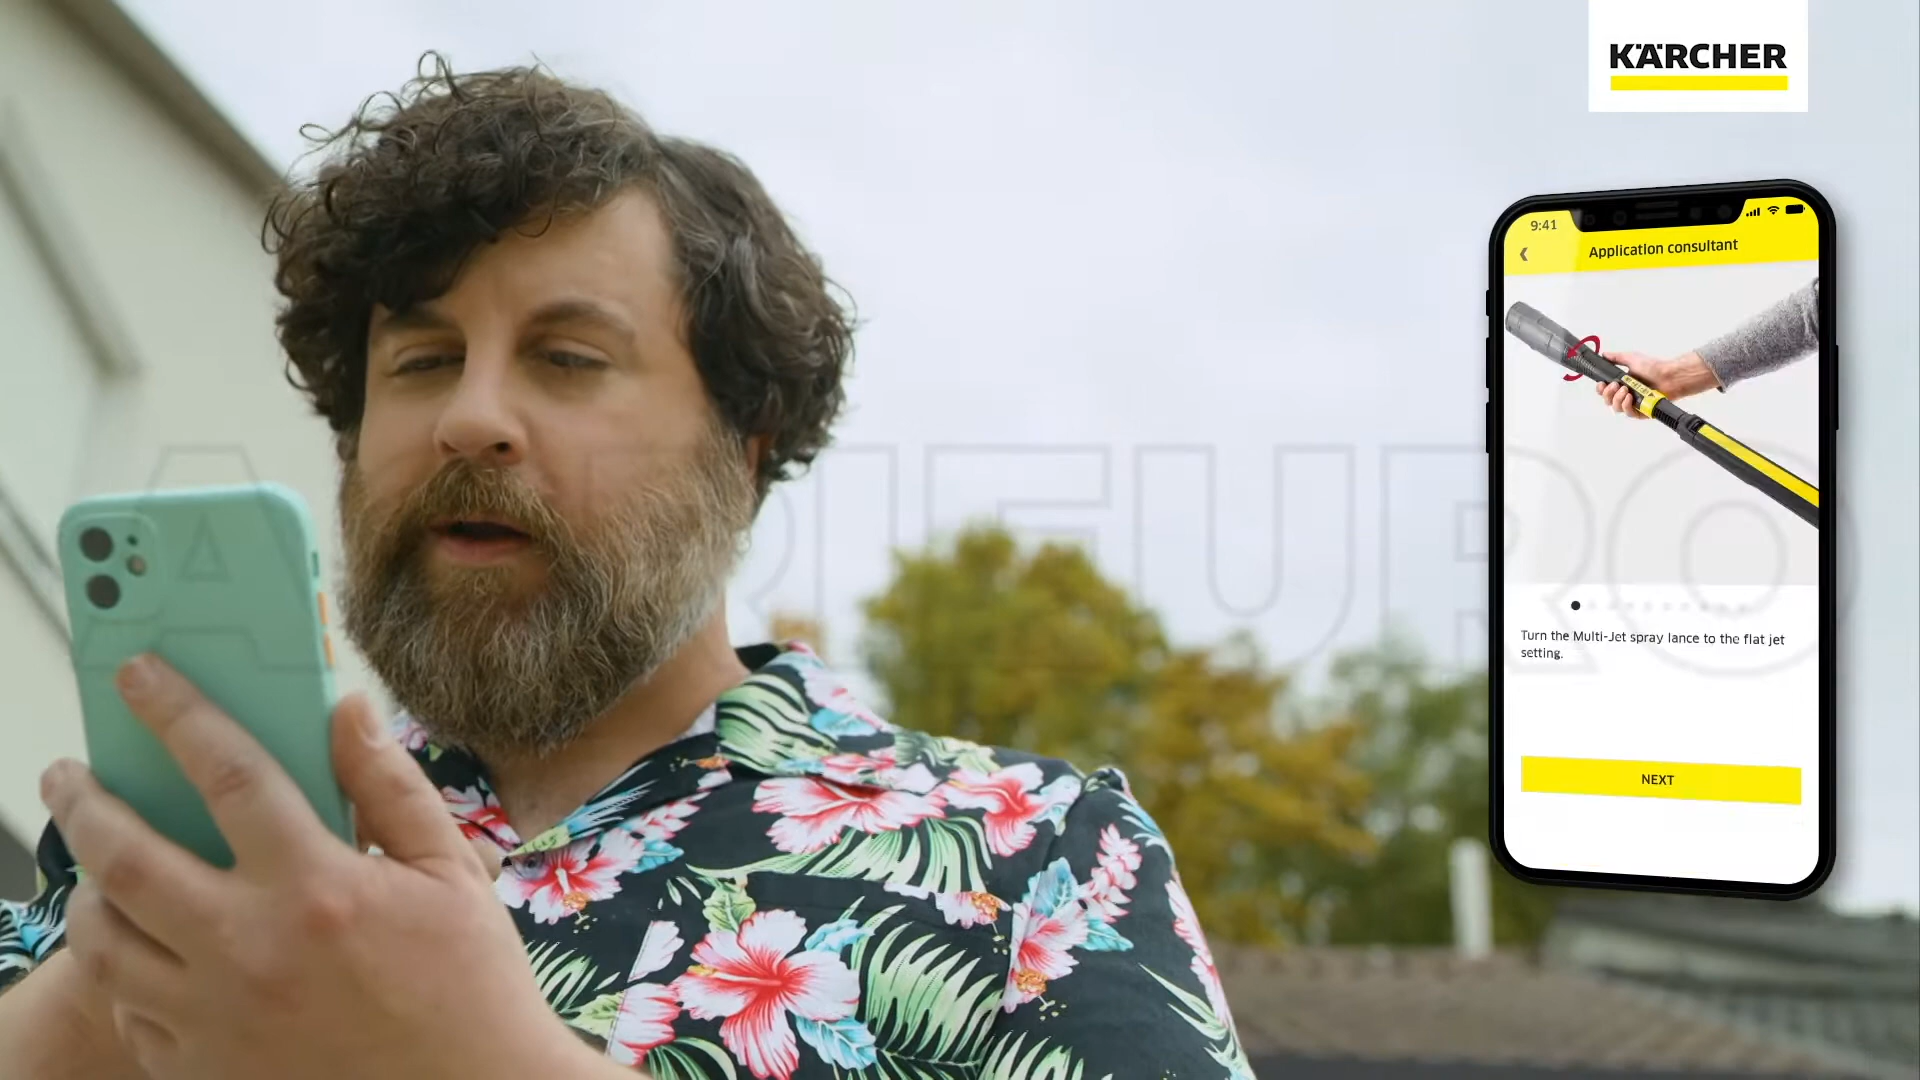 KÄRCHER
9:41
Application consultant
Turn the Multi-Jet spray lance to the flat jet
setting.
NEXT